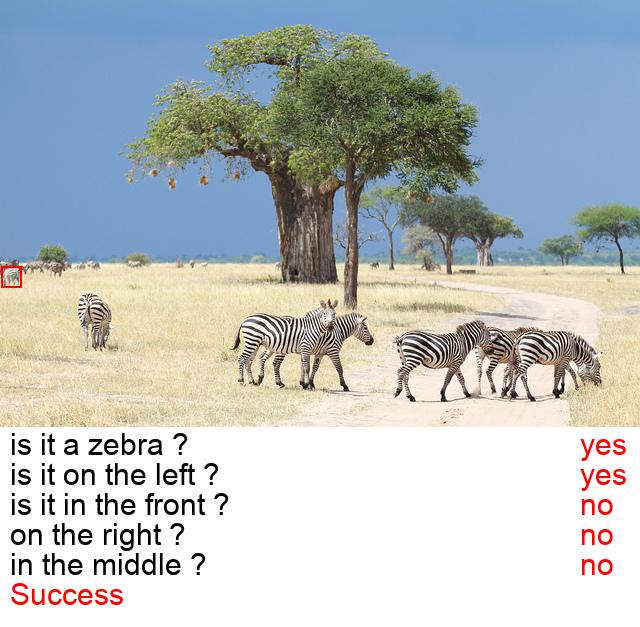 is it a zebra ? yes
is it on the left ? yes
is it in the front ? no
on the right ? no
in the middle ? no
Success